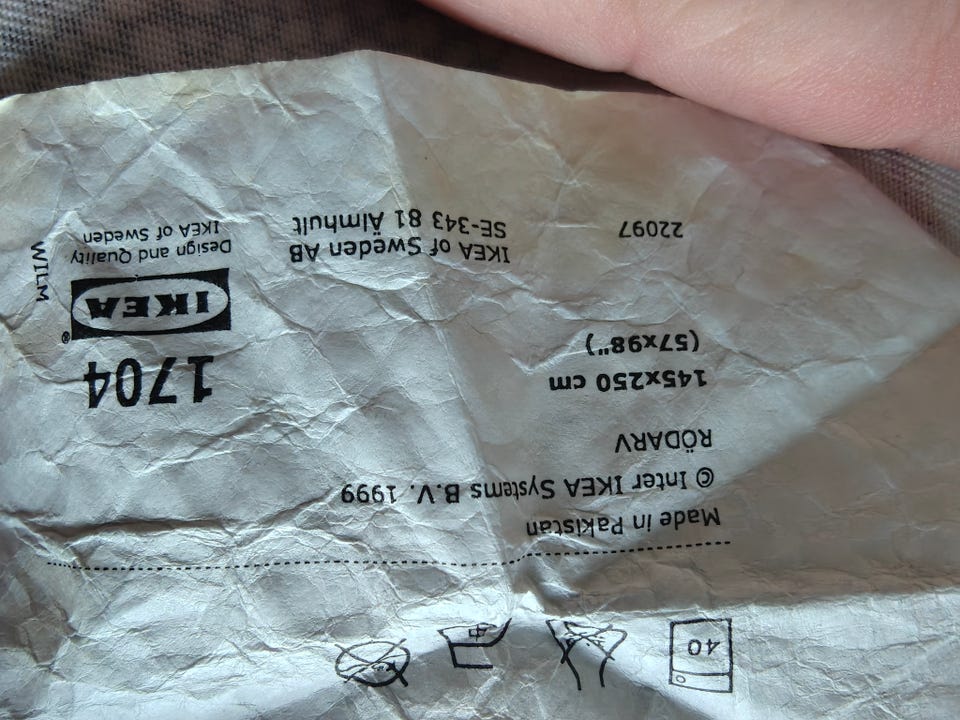 40
Made in Pakistan
© Inter IKEA Systems B.V. 1999
RÖDARV
145x250 cm
(57x98")
22097
IKEA of Sweden AB
SE-343 81 Älmhult
1704
IKEA®
Design and Quality
IKEA of Sweden